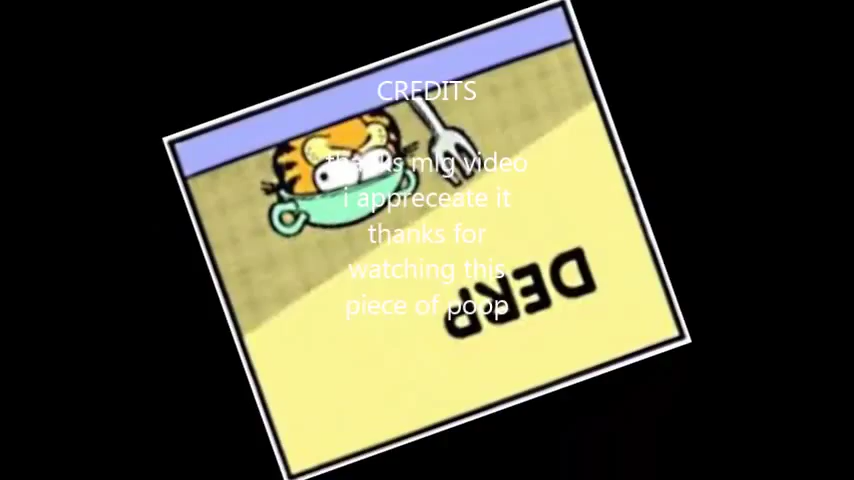 CREDITS
thanks mlg video
i appreceate it
thanks for
watching this
piece of poop
DERP